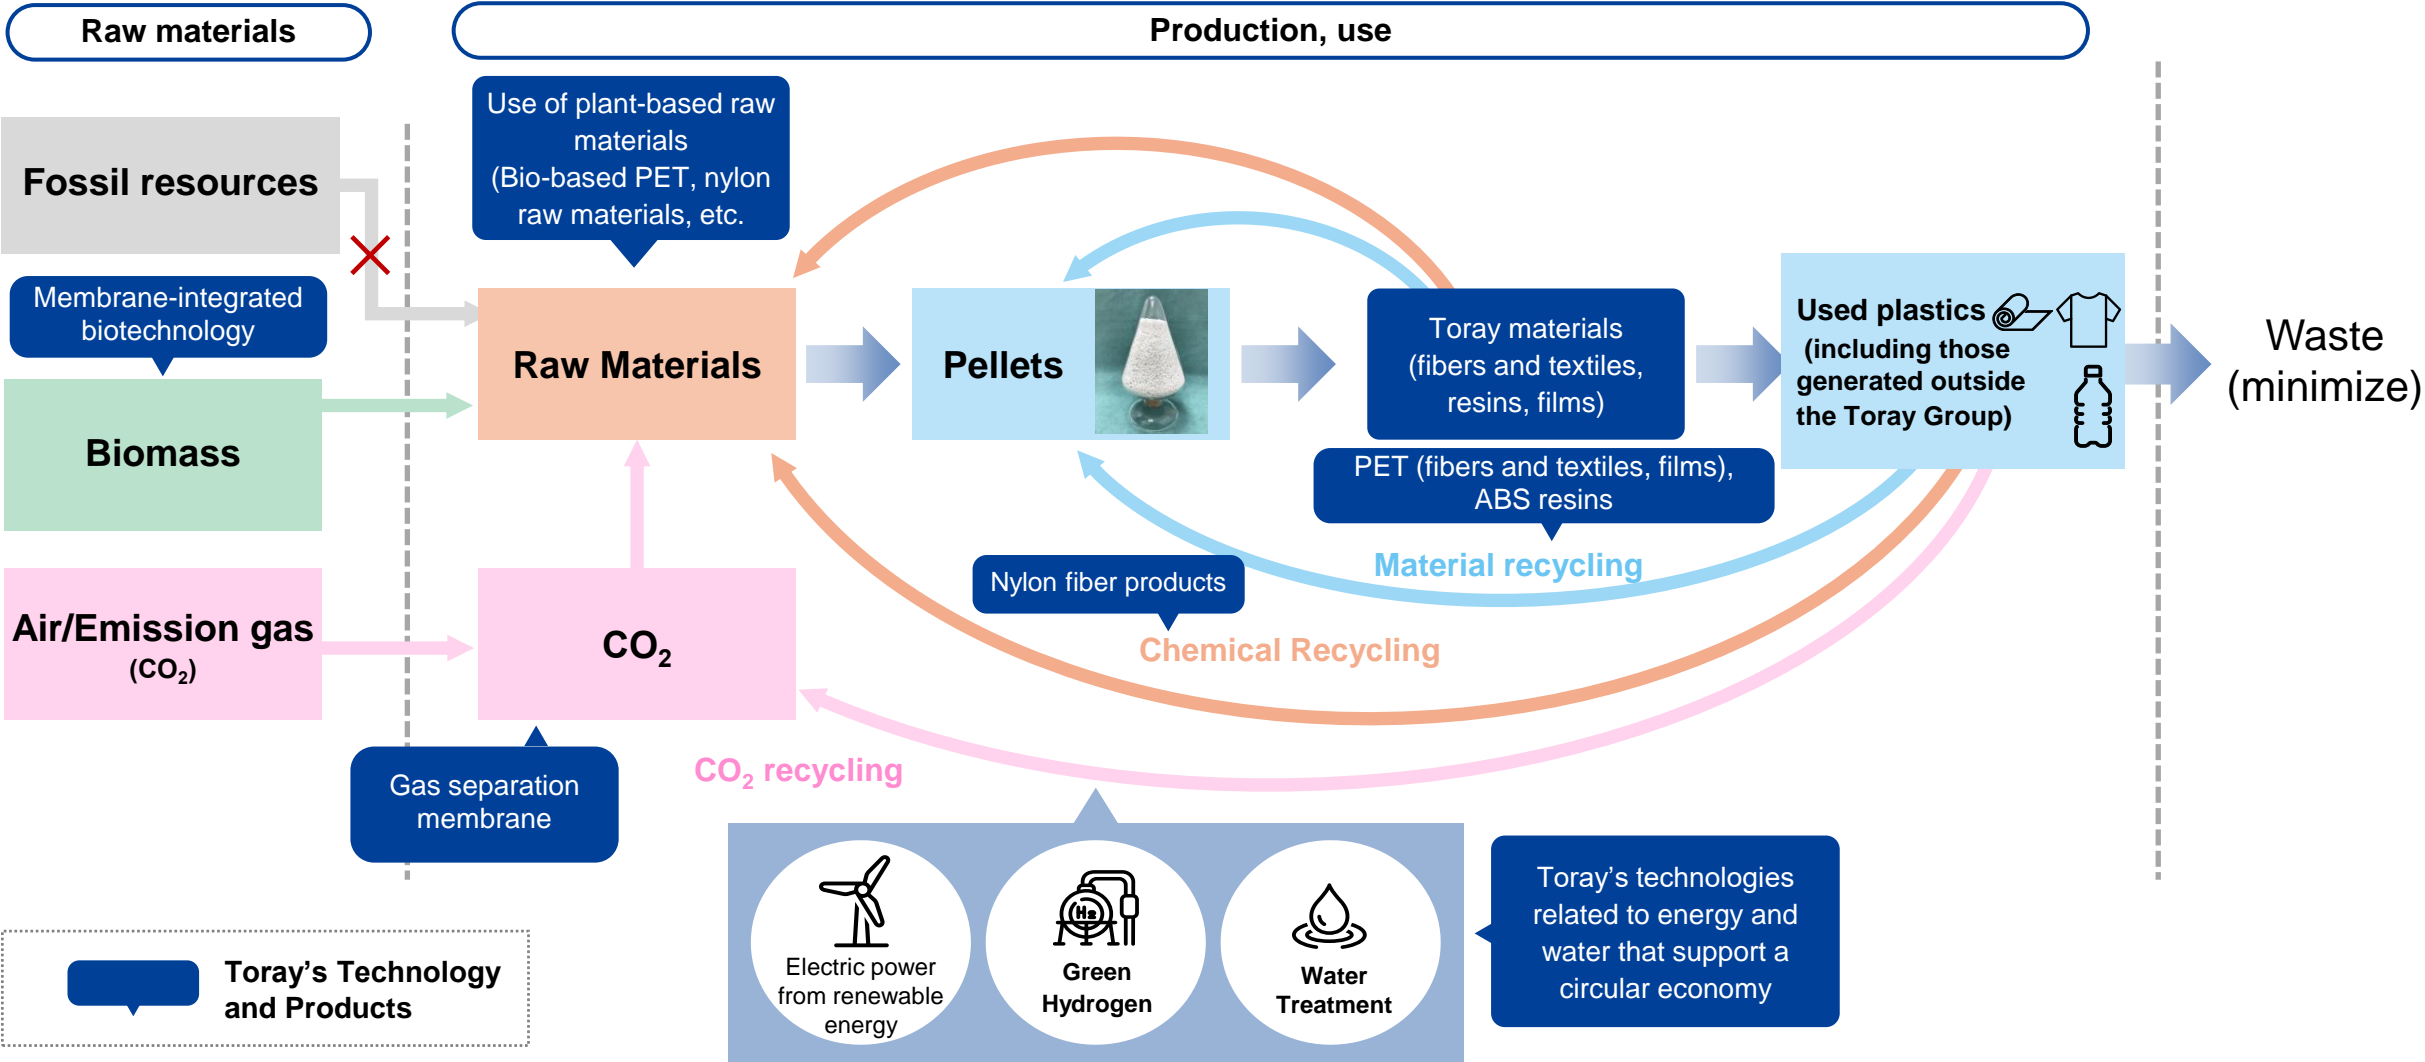 Raw materials
Production, use
Use of plant-based raw
materials
(Bio-based PET, nylon
raw materials, etc.
Fossil resources
Membrane-integrated
biotechnology
Biomass
Air/Emission gas
(CO₂)
Raw Materials
Pellets
Toray materials
(fibers and textiles,
resins, films)
Used plastics
(including those
generated outside
the Toray Group)
Waste
(minimize)
PET (fibers and textiles, films),
ABS resins
Material recycling
Nylon fiber products
Chemical Recycling
CO₂
Gas separation
membrane
CO₂ recycling
Electric power
from renewable
energy
H₂
Green
Hydrogen
Water
Treatment
Toray’s technologies
related to energy and
water that support a
circular economy
Toray’s Technology
and Products